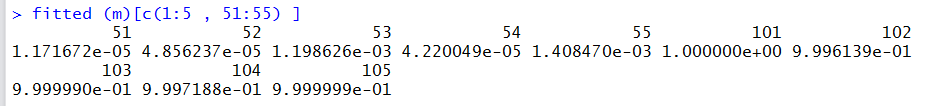 > fitted (m)[c(1:5 , 51:55) ]
51 52 53 54 55 101 102
1.171672e-05 4.856237e-05 1.198626e-03 4.220049e-05 1.408470e-03 1.000000e+00 9.996139e-01
103 104 105
9.999990e-01 9.997188e-01 9.999999e-01